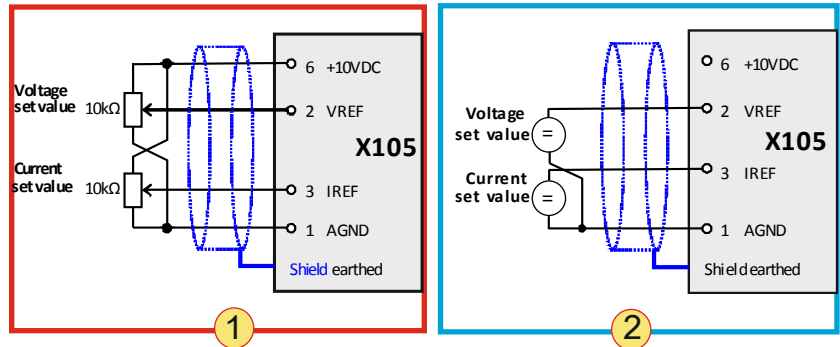 6 +10VDC
Voltage
set value
10kΩ
2 VREF
X105
Current
set value
10kΩ
3 IREF
1 AGND
Shield earthed
1
6 +10VDC
Voltage
set value
=
2 VREF
X105
Current
set value
=
3 IREF
1 AGND
Shield earthed
2